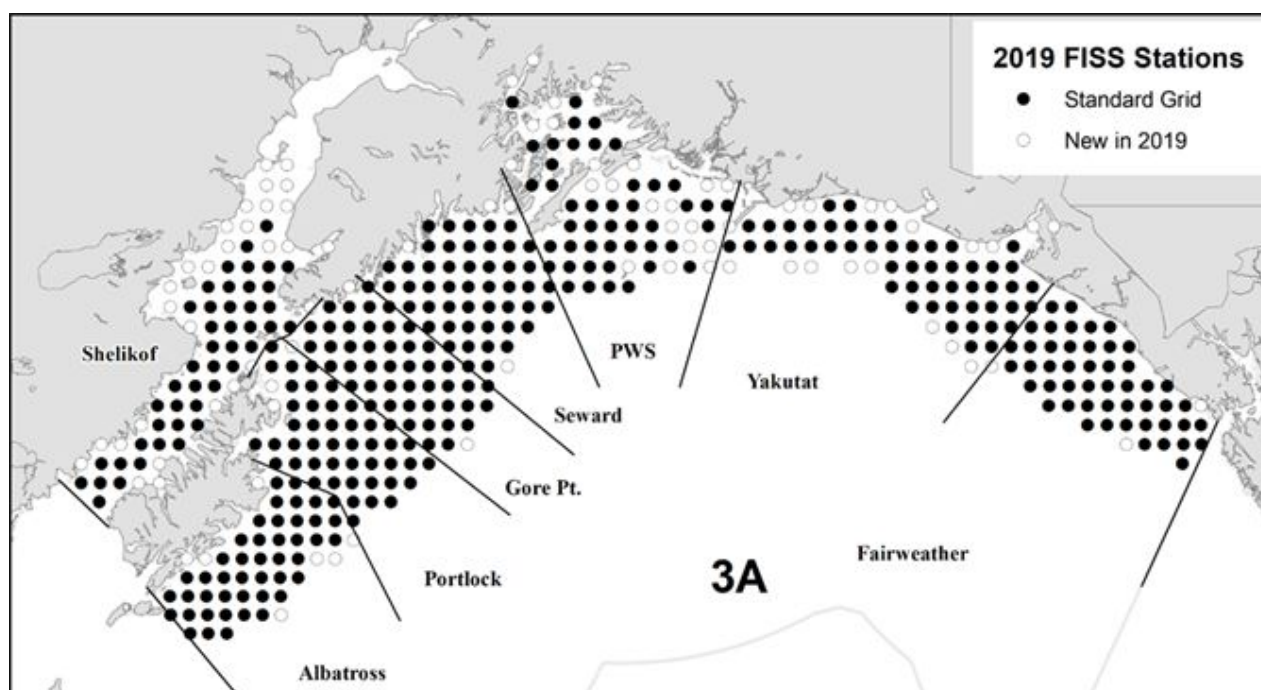 2019 FISS Stations
Standard Grid
New in 2019
Shelikof
PWS
Yakutat
Seward
Gore Pt.
Fairweather
Portlock
3A
Albatross